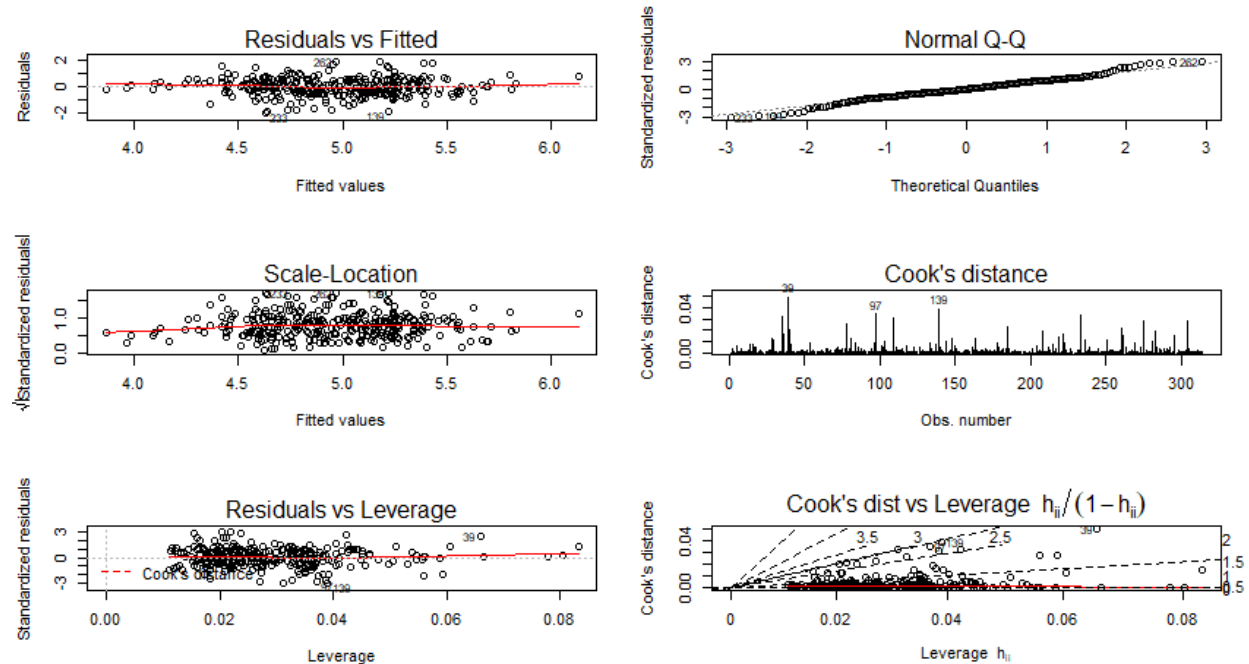 Residuals vs Fitted
Residuals
2
0
-2
262
233
139
4.0 4.5 5.0 5.5 6.0
Fitted values
Normal Q-Q
Standardized residuals
3
0
-3
262
233
-3 -2 -1 0 1 2 3
Theoretical Quantiles
Scale-Location
√|Standardized residuals|
1.0
0.0
233
262
4.0 4.5 5.0 5.5 6.0
Fitted values
Cook's distance
Cook's distance
0.04
0.00
39
97
139
0 50 100 150 200 250 300
Obs. number
Residuals vs Leverage
Standardized residuals
3
0
-3
39
139
Cook's distance
0.00 0.02 0.04 0.06 0.08
Leverage
Cook's dist vs Leverage hᵢᵢ/(1−hᵢᵢ)
Cook's distance
0.04
0.00
3.5 3 2.5
2
1.5
0.5
39
139
0 0.02 0.04 0.06 0.08
Leverage hᵢᵢ